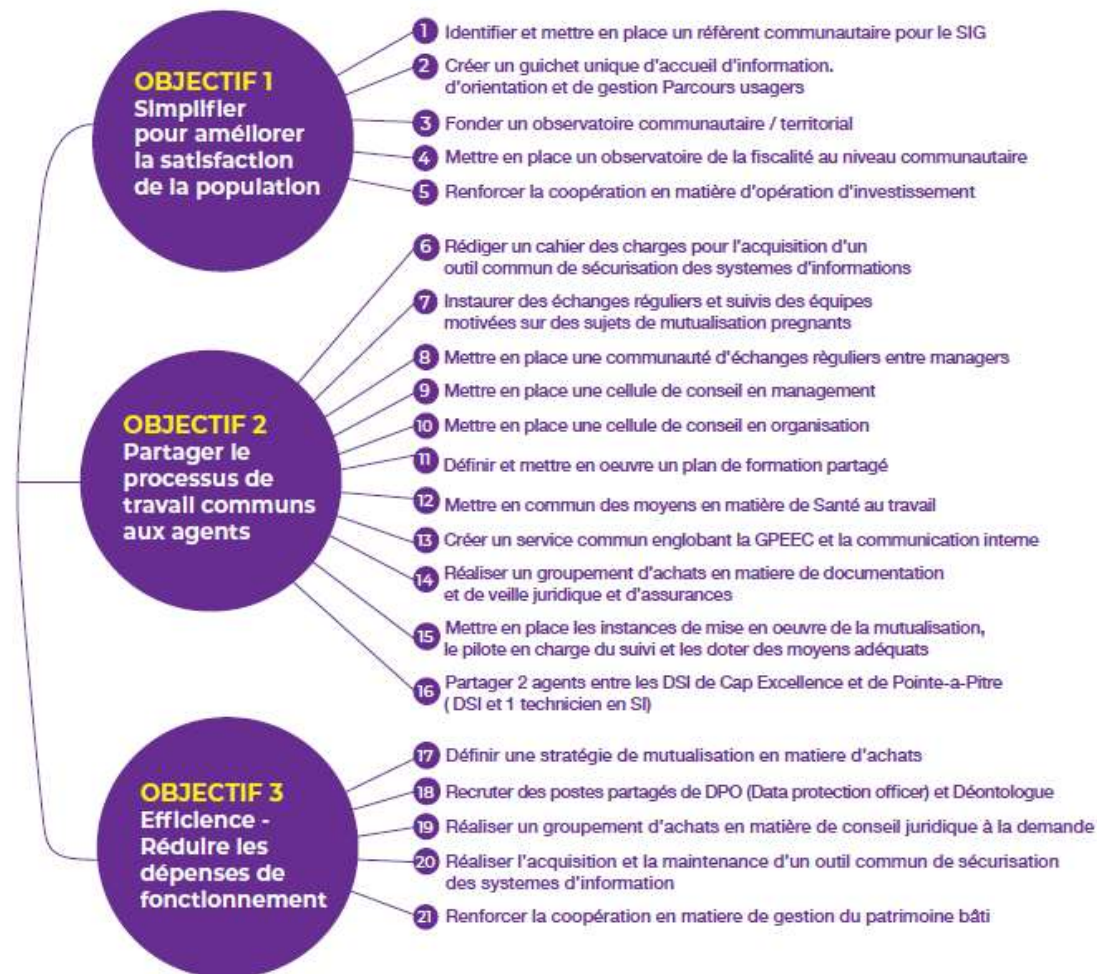 OBJECTIF 1
Simplifier
pour améliorer
la satisfaction
de la population
1 Identifier et mettre en place un réfèrent communautaire pour le SIG
2 Créer un guichet unique d'accueil d'information.
d'orientation et de gestion Parcours usagers
3 Fonder un observatoire communautaire / territorial
4 Mettre en place un observatoire de la fiscalité au niveau communautaire
5 Renforcer la coopération en matière d'opération d'investissement
OBJECTIF 2
Partager le
processus de
travail communs
aux agents
6 Rédiger un cahier des charges pour l'acquisition d'un
outil commun de sécurisation des systemes d'informations
7 Instaurer des échanges réguliers et suivis des équipes
motivées sur des sujets de mutualisation pregnants
8 Mettre en place une communauté d'échanges règuliers entre managers
9 Mettre en place une cellule de conseil en management
10 Mettre en place une cellule de conseil en organisation
11 Définir et mettre en oeuvre un plan de formation partagé
12 Mettre en commun des moyens en matière de Santé au travail
13 Créer un service commun englobant la GPEEC et la communication interne
14 Réaliser un groupement d'achats en matiere de documentation
et de veille juridique et d'assurances
15 Mettre en place les instances de mise en oeuvre de la mutualisation,
le pilote en charge du suivi et les doter des moyens adéquats
16 Partager 2 agents entre les DSI de Cap Excellence et de Pointe-a-Pitre
( DSI et 1 technicien en SI)
OBJECTIF 3
Efficience -
Réduire les
dépenses de
fonctionnement
17 Définir une stratégie de mutualisation en matiere d'achats
18 Recruter des postes partagés de DPO (Data protection officer) et Déontologue
19 Réaliser un groupement d'achats en matière de conseil juridique à la demande
20 Réaliser l'acquisition et la maintenance d'un outil commun de sécurisation
des systemes d'information
21 Renforcer la coopération en matiere de gestion du patrimoine bâti